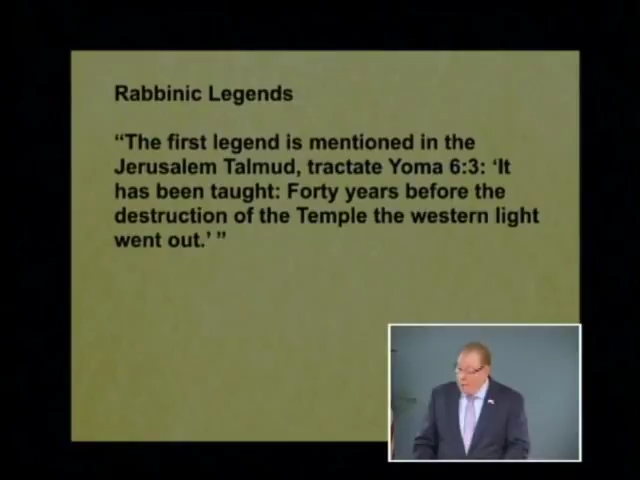 Rabbinic Legends
“The first legend is mentioned in the
Jerusalem Talmud, tractate Yoma 6:3: ‘It
has been taught: Forty years before the
destruction of the Temple the western light
went out.’ ”